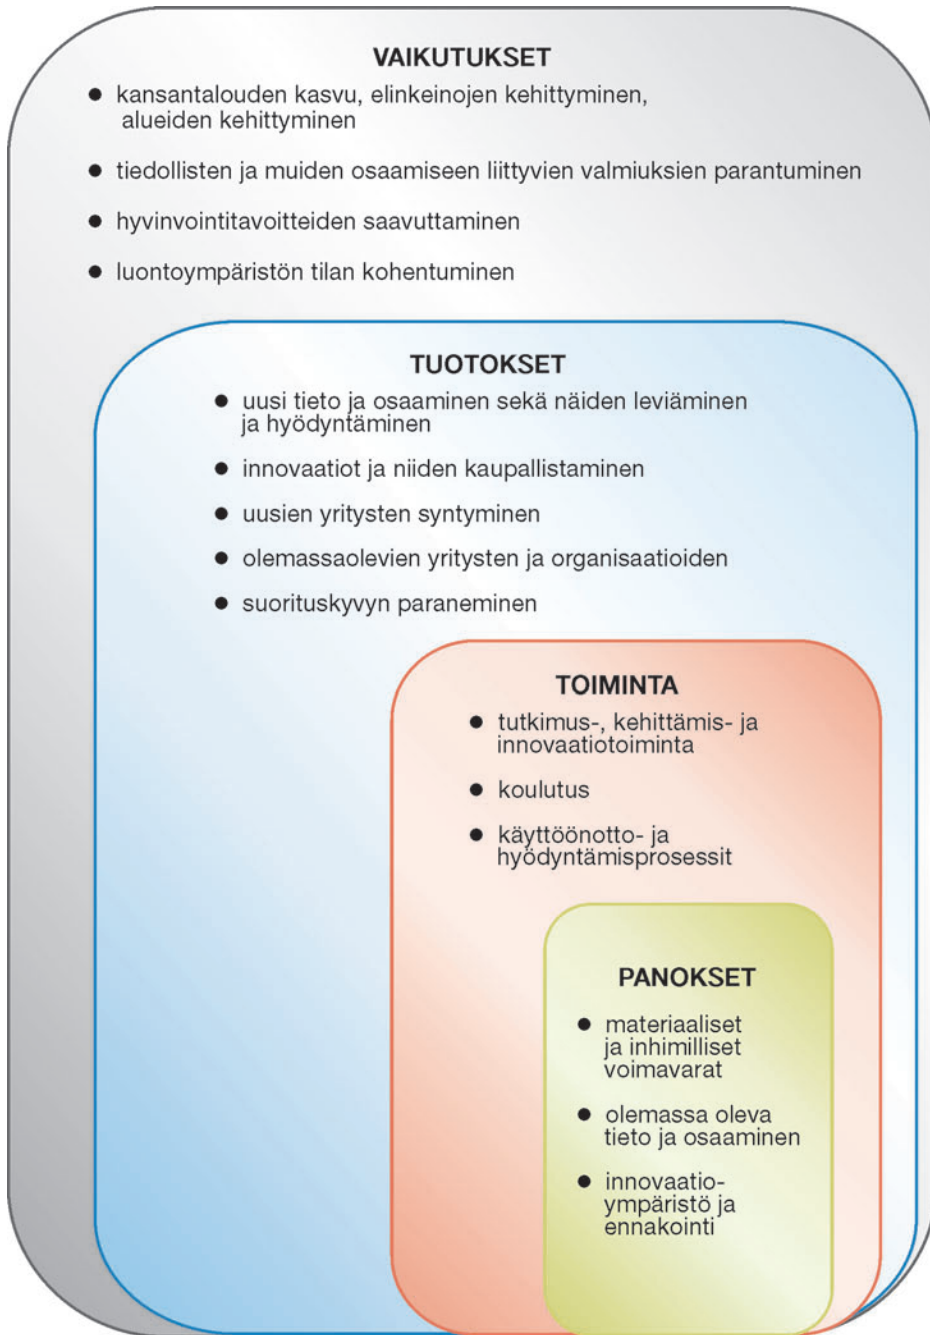 VAIKUTUKSET
● kansantalouden kasvu, elinkeinojen kehittyminen,
alueiden kehittyminen
● tiedollisten ja muiden osaamiseen liittyvien valmiuksien parantuminen
● hyvinvointitavoitteiden saavuttaminen
● luontoympäristön tilan kohentuminen
TUOTOKSET
● uusi tieto ja osaaminen sekä näiden leviäminen
ja hyödyntäminen
● innovaatiot ja niiden kaupallistaminen
● uusien yritysten syntyminen
● olemassaolevien yritysten ja organisaatioiden
● suorituskyvyn paraneminen
TOIMINTA
● tutkimus-, kehittämis- ja
innovaatiotoiminta
● koulutus
● käyttöönotto- ja
hyödyntämisprosessit
PANOKSET
● materiaaliset
ja inhimilliset
voimavarat
● olemassa oleva
tieto ja osaaminen
● innovaatio-
ympäristö ja
ennakointi